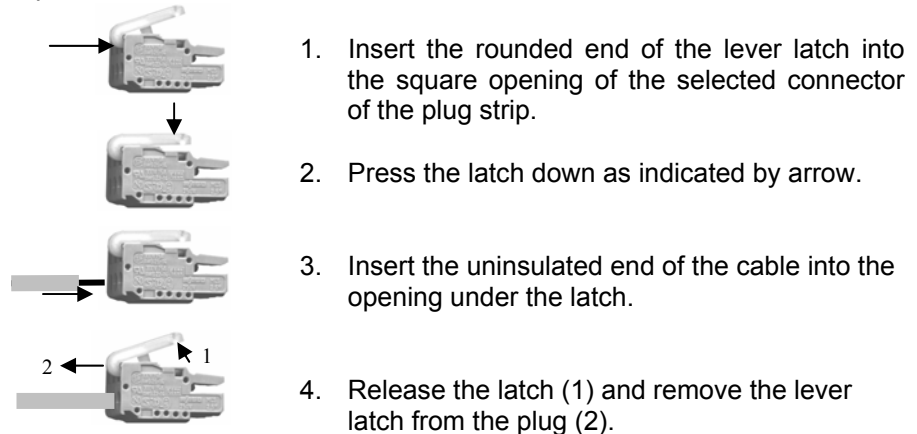 1. Insert the rounded end of the lever latch into
the square opening of the selected connector
of the plug strip.
2. Press the latch down as indicated by arrow.
3. Insert the uninsulated end of the cable into the
opening under the latch.
2 1
4. Release the latch (1) and remove the lever
latch from the plug (2).